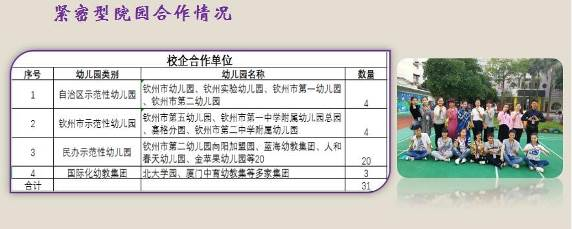 紧密型院园合作情况
校企合作单位
序号 幼儿园类别 幼儿园名称 数量
1 自治区示范性幼儿园 钦州市幼儿园、钦州实验幼儿园、钦州市第一幼儿园、钦州市第二幼儿园 4
2 钦州市示范性幼儿园 钦州市第五幼儿园、钦州市第一中学附属幼儿园总园、嘉格分园、钦州市第二中学附属幼儿园 4
3 民办示范性幼儿园 钦州市第二幼儿园向阳加盟园、蓝海幼教集团、人和春天幼儿园、金苹果幼儿园等20 20
4 国际化幼教集团 北大学园、厦门中育幼教集等多家集团 3
合计 31